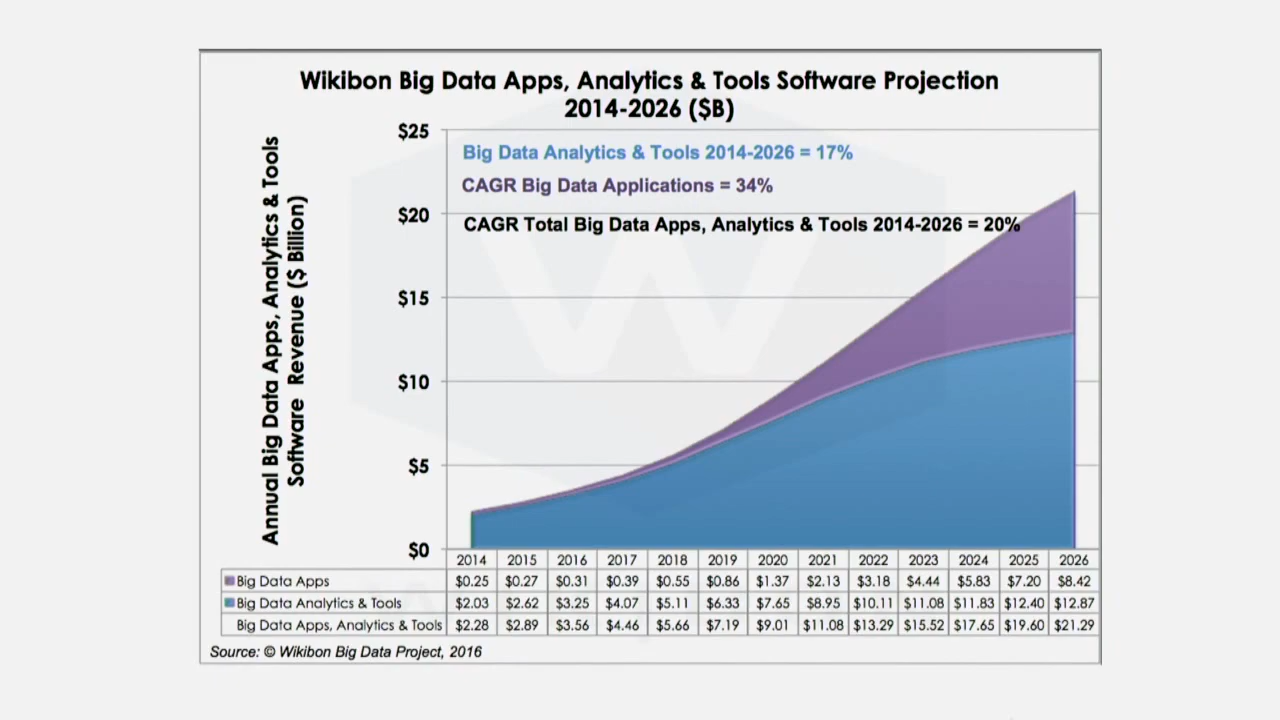 Wikibon Big Data Apps, Analytics & Tools Software Projection
2014-2026 ($B)
Annual Big Data Apps, Analytics & Tools
Software Revenue ($ Billion)
$25
$20
$15
$10
$5
$0
Big Data Analytics & Tools 2014-2026 = 17%
CAGR Big Data Applications = 34%
CAGR Total Big Data Apps, Analytics & Tools 2014-2026 = 20%
2014 2015 2016 2017 2018 2019 2020 2021 2022 2023 2024 2025 2026
Big Data Apps $0.25 $0.27 $0.31 $0.39 $0.55 $0.86 $1.37 $2.13 $3.18 $4.44 $5.83 $7.20 $8.42
Big Data Analytics & Tools $2.03 $2.62 $3.25 $4.07 $5.11 $6.33 $7.65 $8.95 $10.11 $11.08 $11.83 $12.40 $12.87
Big Data Apps, Analytics & Tools $2.28 $2.89 $3.56 $4.46 $5.66 $7.19 $9.01 $11.08 $13.29 $15.52 $17.65 $19.60 $21.29
Source: © Wikibon Big Data Project, 2016
W